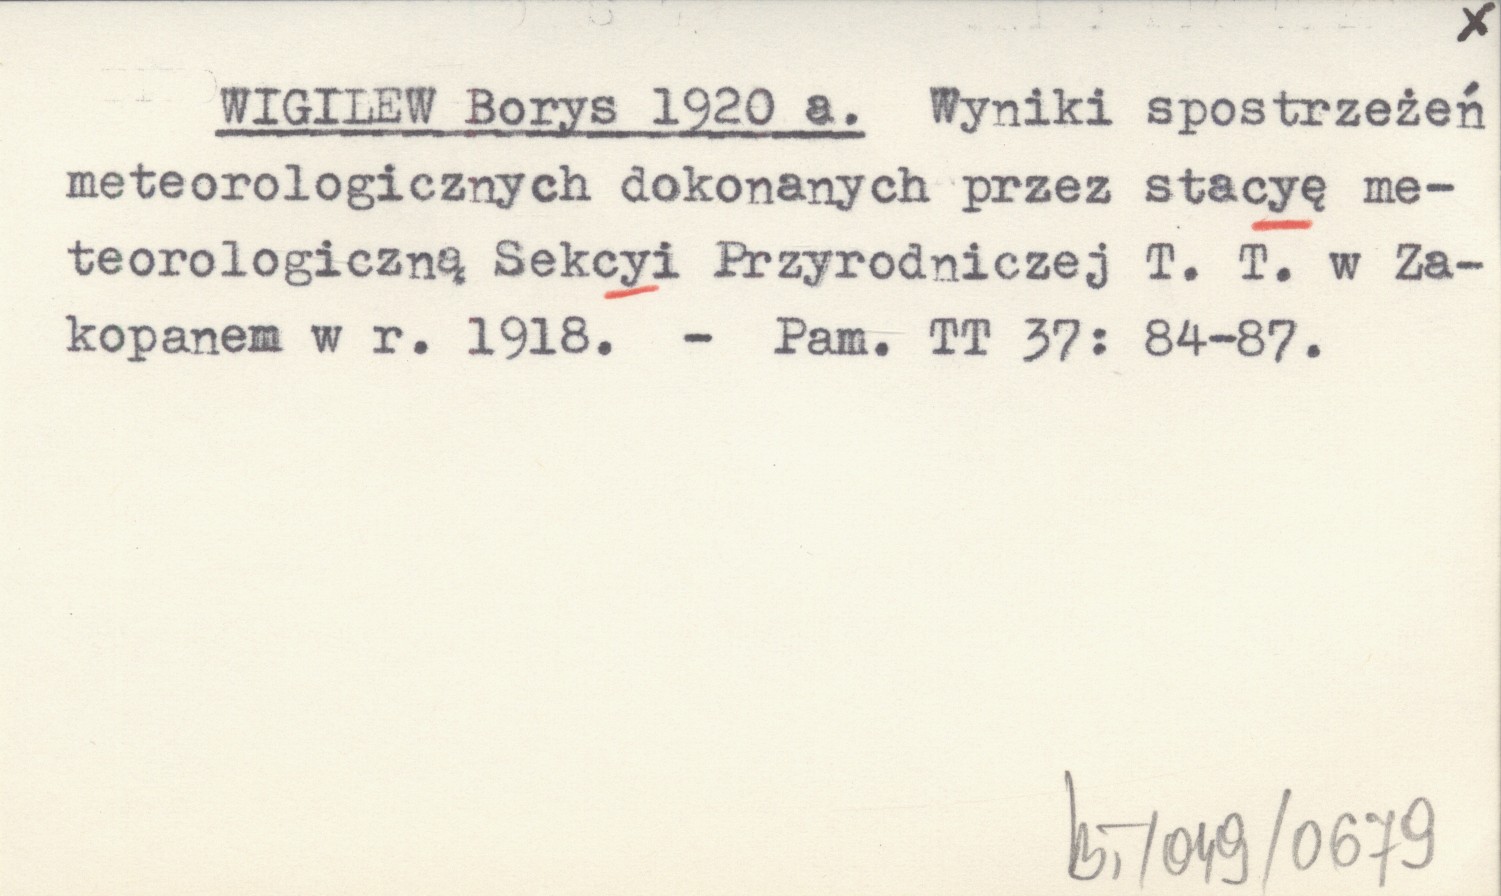 x
WIGILEW Borys 1920 a. Wyniki spostrzeżeń
meteorologicznych dokonanych przez stacyę me-
teorologiczną Sekcyi Przyrodniczej T. T. w Za-
kopanem w r. 1918. - Pam. TT 37: 84-87.
/049/0679